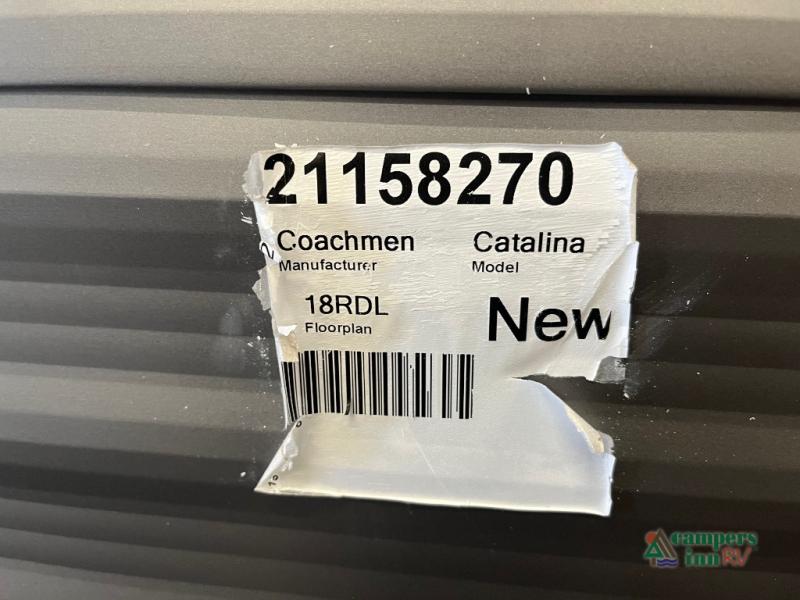 21158270
Coachmen Catalina
Manufacturer Model
18RDL New
Floorplan
campers
inn RV